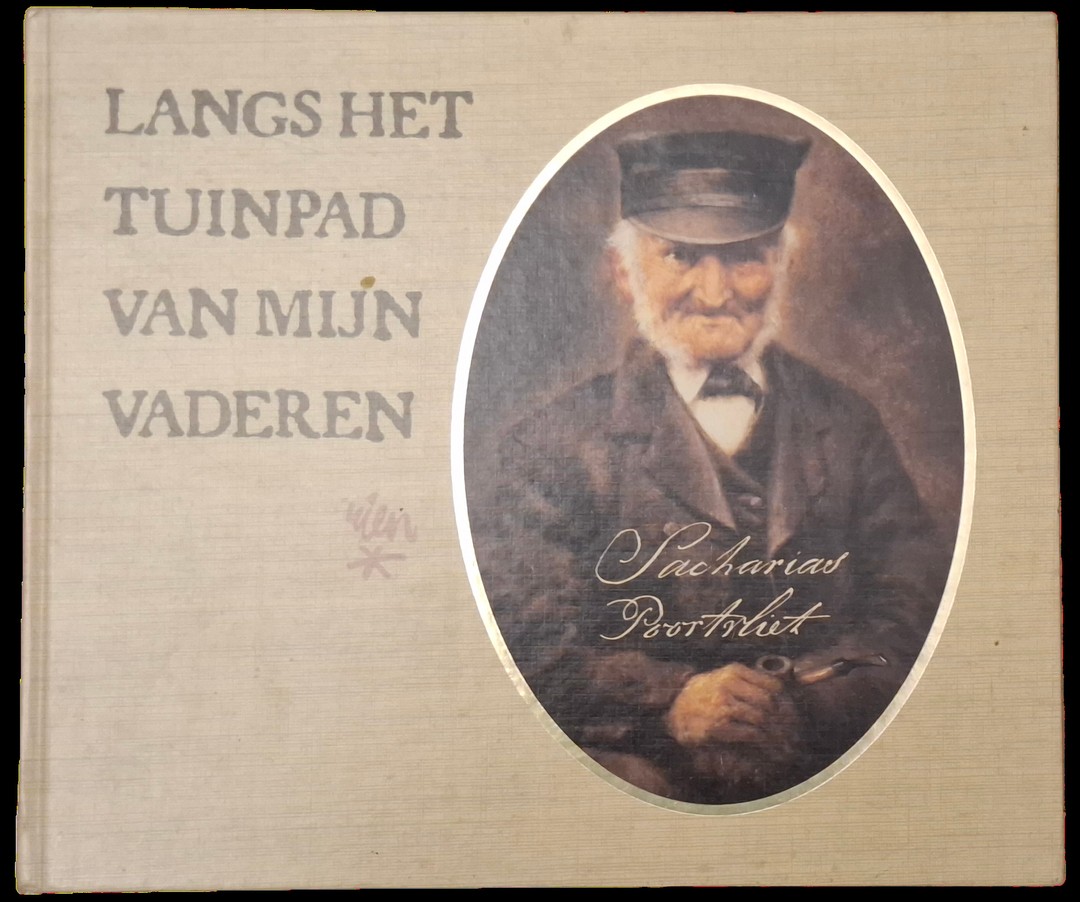 LANGS HET
TUINPAD
VAN MIJN
VADEREN
Sacharias
Poortvliet